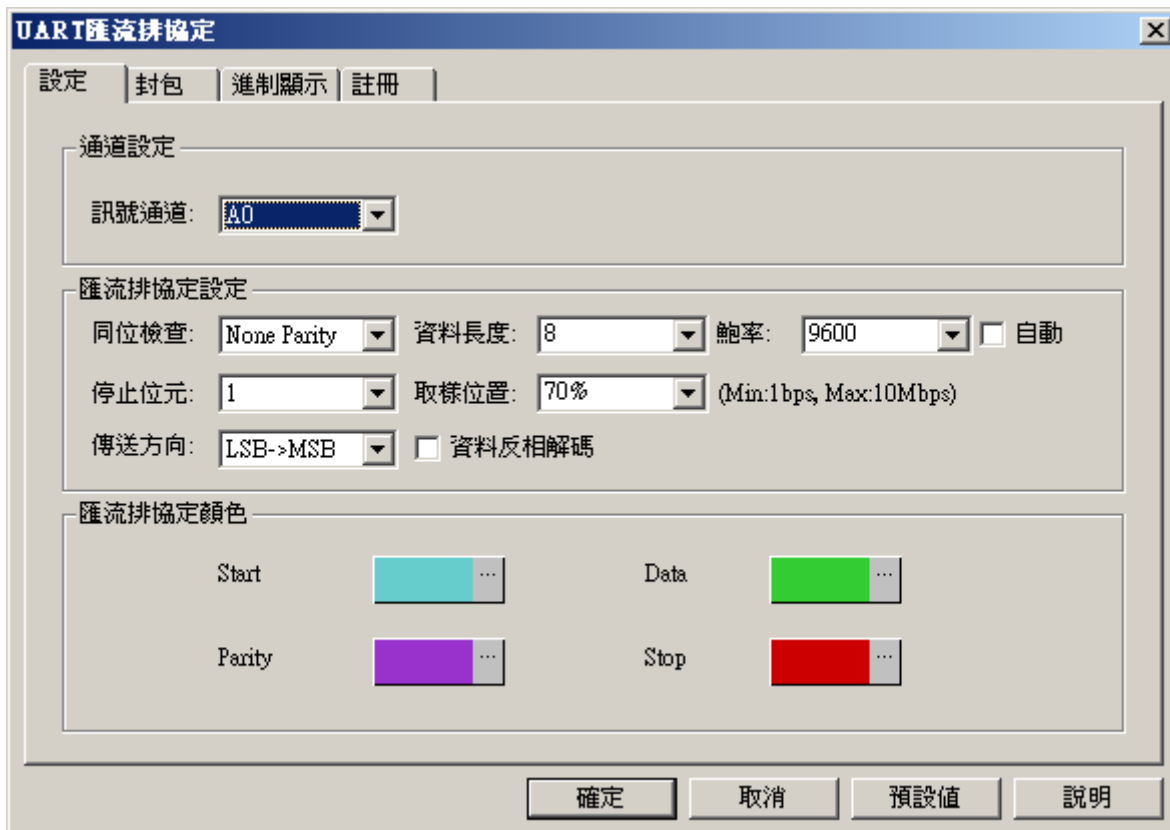 UART匯流排協定
設定 封包 進制顯示 註冊
通道設定
訊號通道: A0
匯流排協定設定
同位檢查: None Parity 資料長度: 8 鮑率: 9600 自動
停止位元: 1 取樣位置: 70% (Min:1bps, Max:10Mbps)
傳送方向: LSB->MSB 資料反相解碼
匯流排協定顏色
Start ... Data ...
Parity ... Stop ...
確定 取消 預設值 說明